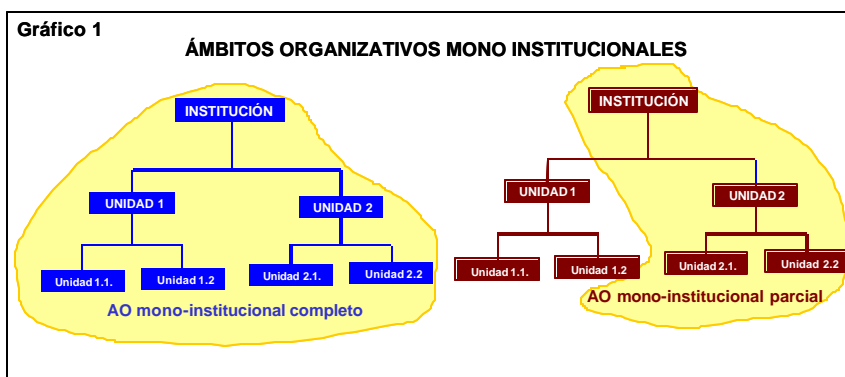 Gráfico 1
ÁMBITOS ORGANIZATIVOS MONO INSTITUCIONALES
INSTITUCIÓN
UNIDAD 1
UNIDAD 2
Unidad 1.1.
Unidad 1.2
Unidad 2.1.
Unidad 2.2
AO mono-institucional completo
INSTITUCIÓN
UNIDAD 1
UNIDAD 2
Unidad 1.1.
Unidad 1.2
Unidad 2.1.
Unidad 2.2
AO mono-institucional parcial